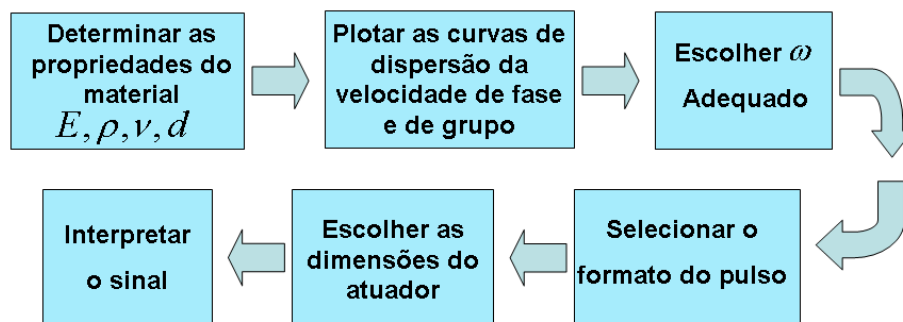 Determinar as
propriedades do
material
E, ρ, ν, d
Plotar as curvas de
dispersão da
velocidade de fase
e de grupo
Escolher ω
Adequado
Selecionar o
formato do pulso
Escolher as
dimensões do
atuador
Interpretar
o sinal